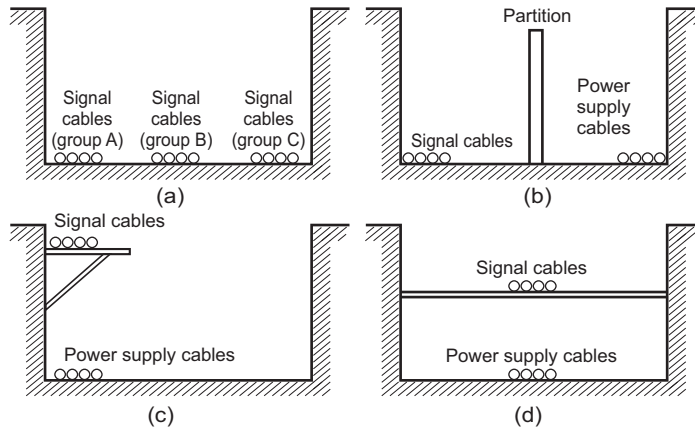 Signal
cables
(group A)
Signal
cables
(group B)
Signal
cables
(group C)
(a)
Partition
Signal cables
Power
supply
cables
(b)
Signal cables
Power supply cables
(c)
Signal cables
Power supply cables
(d)